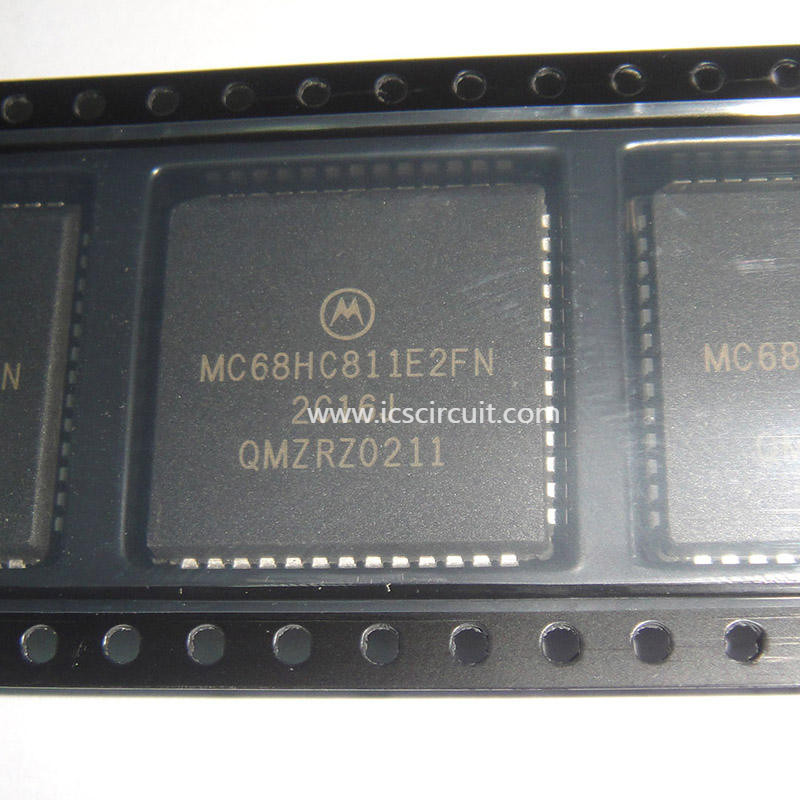 MC68HC811E2FN
www.icscircuit.com
QMZRZ0211
N
MC68